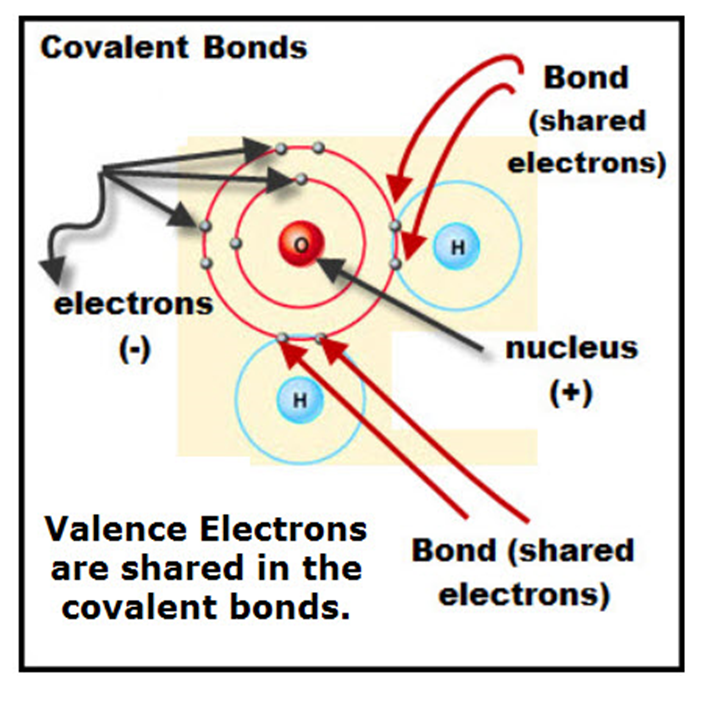 Covalent Bonds
Bond
(shared
electrons)
O
H
electrons
(-)
nucleus
(+)
H
Valence Electrons
are shared in the
covalent bonds.
Bond (shared
electrons)